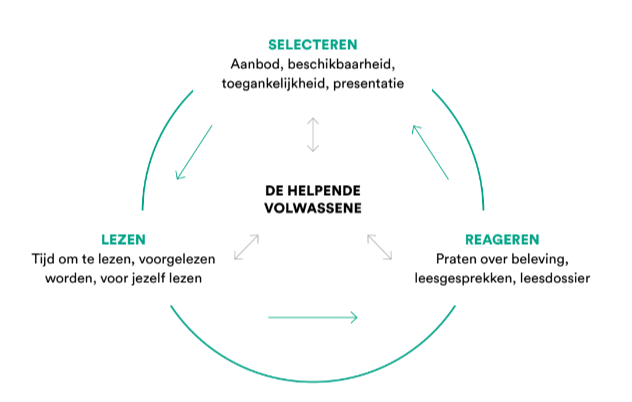 SELECTEREN
Aanbod, beschikbaarheid,
toegankelijkheid, presentatie
DE HELPENDE
VOLWASSENE
LEZEN
Tijd om te lezen, voorgelezen
worden, voor jezelf lezen
REAGEREN
Praten over beleving,
leesgesprekken, leesdossier